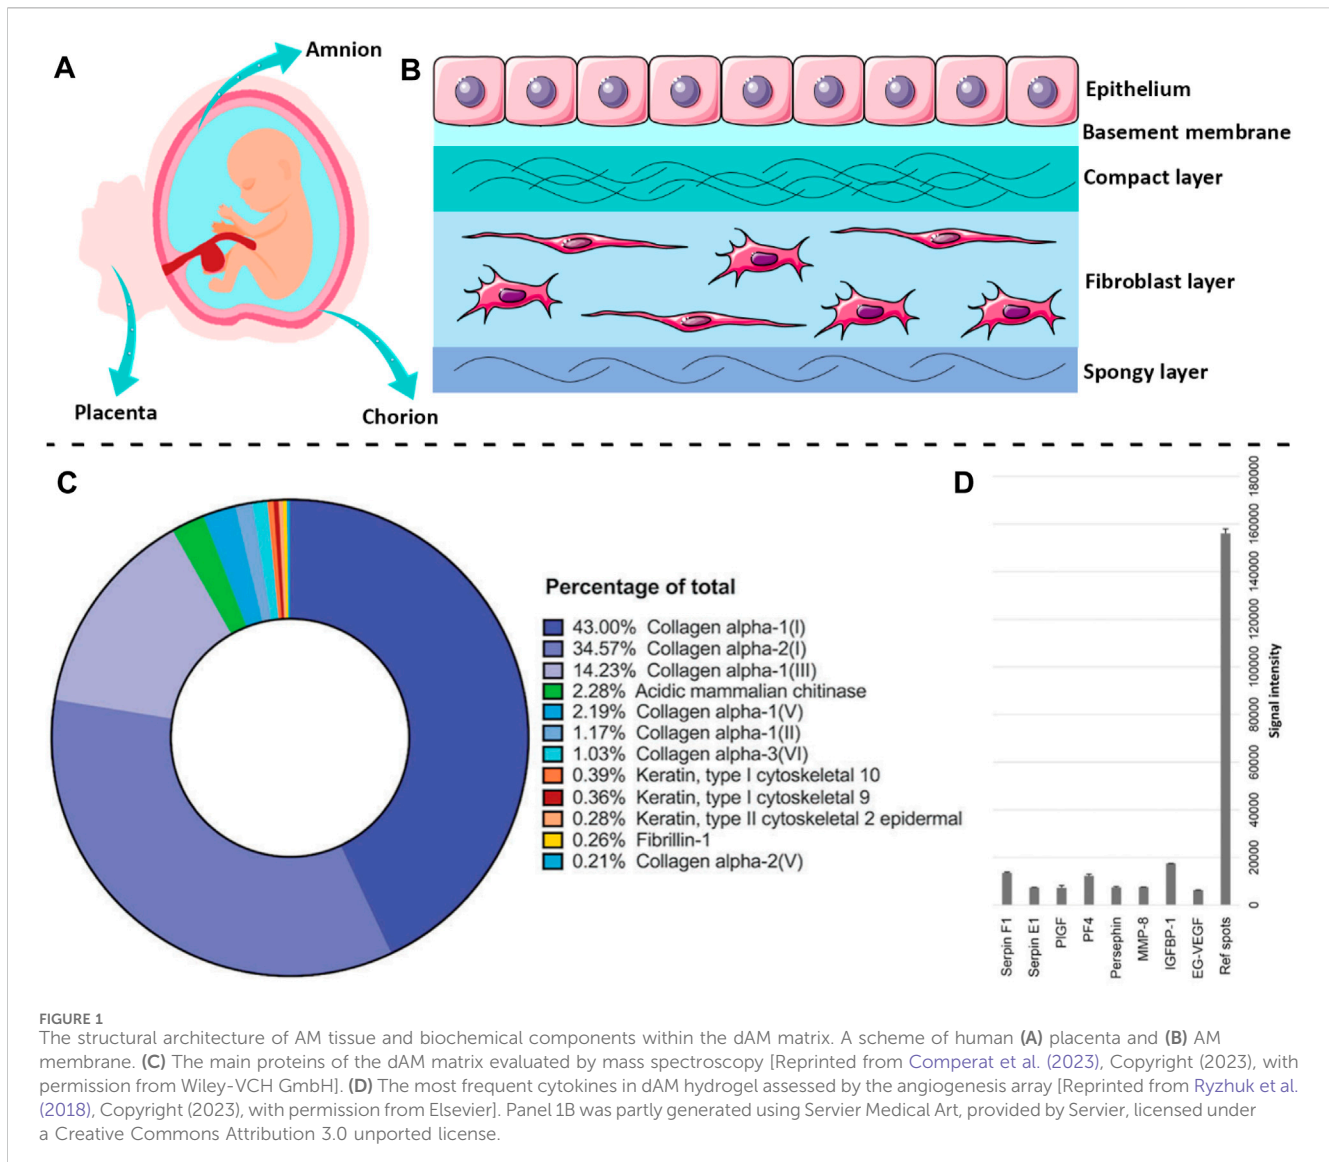 A
Amnion
Placenta
Chorion
B
Epithelium
Basement membrane
Compact layer
Fibroblast layer
Spongy layer
C
Percentage of total
43.00% Collagen alpha-1(I)
34.57% Collagen alpha-2(I)
14.23% Collagen alpha-1(III)
2.28% Acidic mammalian chitinase
2.19% Collagen alpha-1(V)
1.17% Collagen alpha-1(II)
1.03% Collagen alpha-3(VI)
0.39% Keratin, type I cytoskeletal 10
0.36% Keratin, type I cytoskeletal 9
0.28% Keratin, type II cytoskeletal 2 epidermal
0.26% Fibrillin-1
0.21% Collagen alpha-2(V)
D
180000
160000
140000
120000
100000
80000
60000
40000
20000
0
Signal intensity
Serpin F1
Serpin E1
PlGF
PF4
Persephin
MMP-8
IGFBP-1
EG-VEGF
Ref spots
FIGURE 1
The structural architecture of AM tissue and biochemical components within the dAM matrix. A scheme of human (A) placenta and (B) AM
membrane. (C) The main proteins of the dAM matrix evaluated by mass spectroscopy [Reprinted from Comperat et al. (2023), Copyright (2023), with
permission from Wiley-VCH GmbH]. (D) The most frequent cytokines in dAM hydrogel assessed by the angiogenesis array [Reprinted from Ryzhuk et al.
(2018), Copyright (2023), with permission from Elsevier]. Panel 1B was partly generated using Servier Medical Art, provided by Servier, licensed under
a Creative Commons Attribution 3.0 unported license.